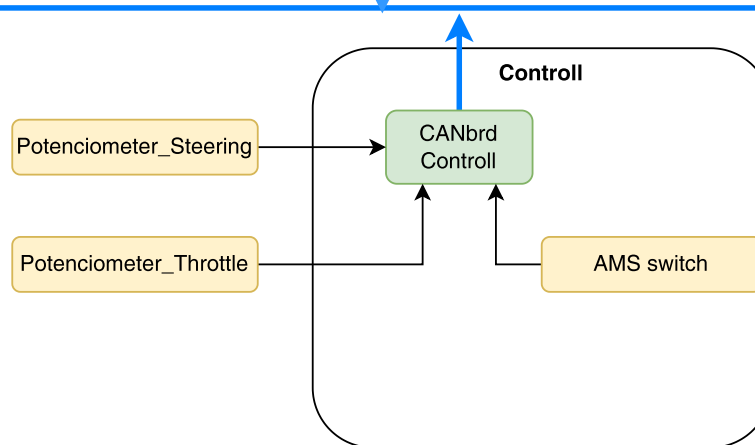 Controll
CANbrd
Controll
Potenciometer_Steering
Potenciometer_Throttle
AMS switch